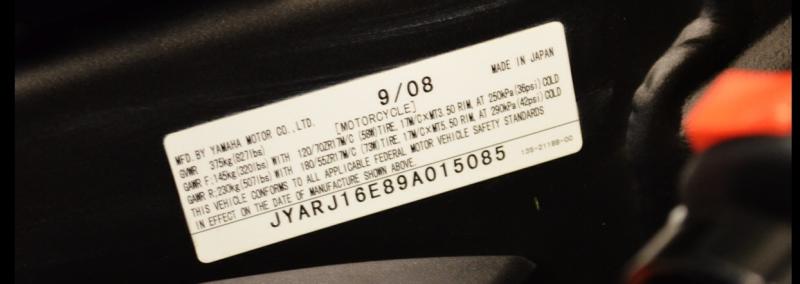 9/08
MADE IN JAPAN
MFD. BY YAMAHA MOTOR CO., LTD. [MOTORCYCLE]
GVWR 375kg(827lbs)
GAWR F:145kg(320lbs) WITH 120/70ZR17M/C (58W)TIRE, 17M/C×MT3.50 RIM, AT 250kPa(36psi)COLD
GAWR R:230kg(507lbs) WITH 180/55ZR17M/C (73W)TIRE, 17M/C×MT5.50 RIM, AT 290kPa(42psi)COLD
THIS VEHICLE CONFORMS TO ALL APPLICABLE FEDERAL MOTOR VEHICLE SAFETY STANDARDS
IN EFFECT ON THE DATE OF MANUFACTURE SHOWN ABOVE.
JYARJ16E89A015085